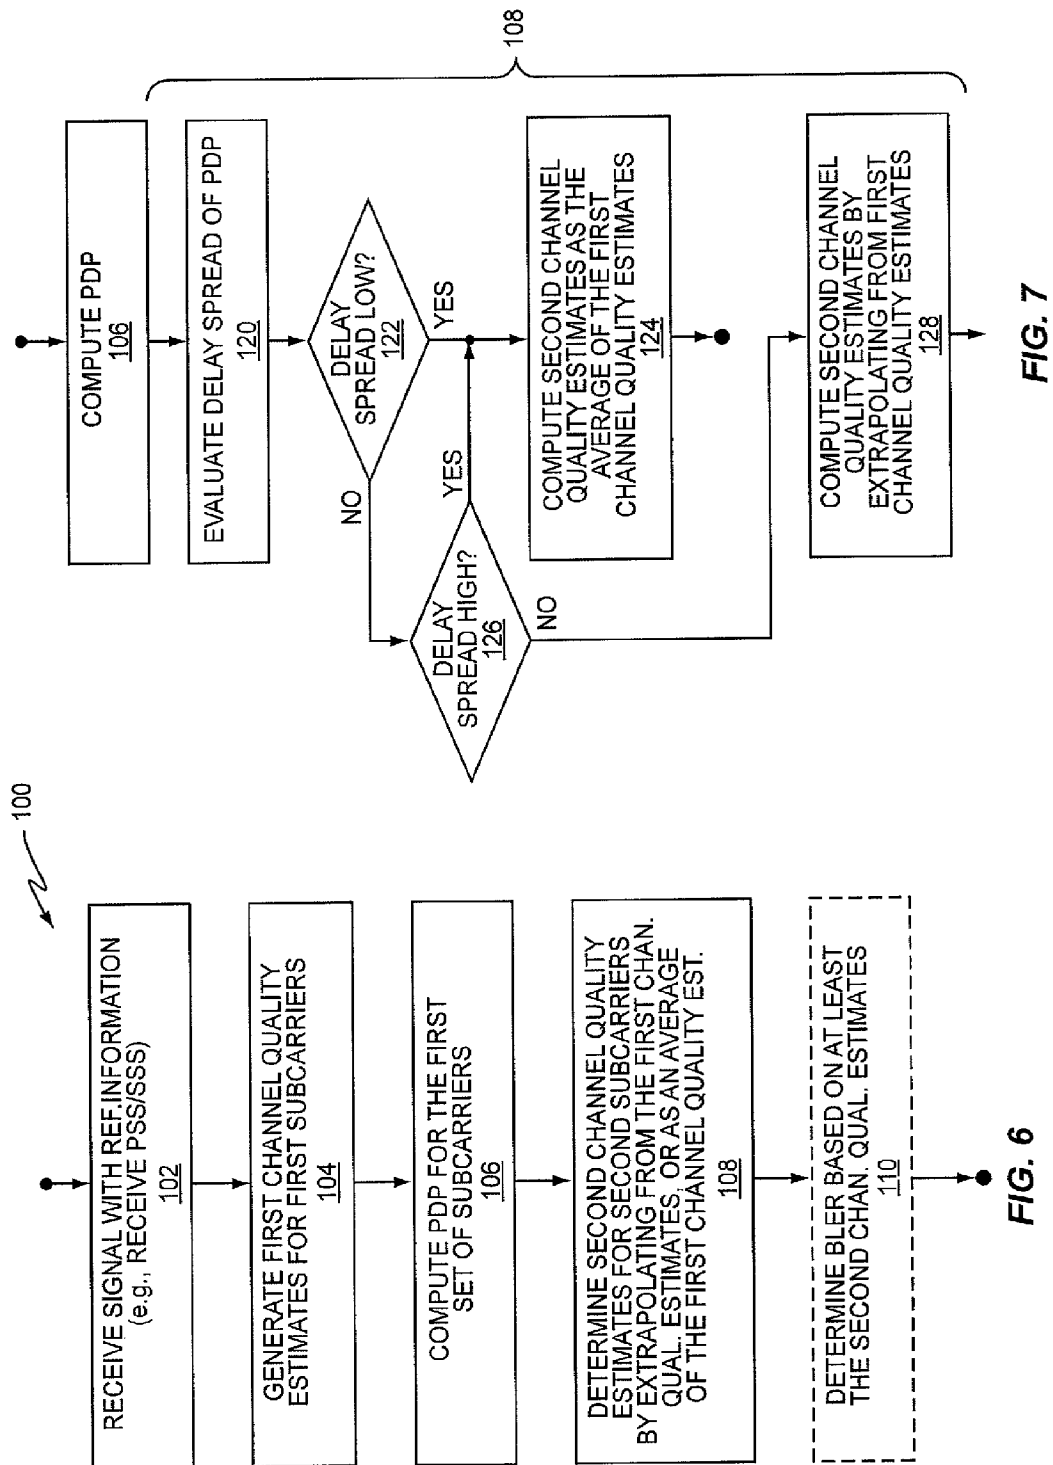 100
RECEIVE SIGNAL WITH REF.INFORMATION
(e.g., RECEIVE PSS/SSS)
102
GENERATE FIRST CHANNEL QUALITY
ESTIMATES FOR FIRST SUBCARRIERS
104
COMPUTE PDP FOR THE FIRST
SET OF SUBCARRIERS
106
DETERMINE SECOND CHANNEL QUALITY
ESTIMATES FOR SECOND SUBCARRIERS
BY EXTRAPOLATING FROM THE FIRST CHAN.
QUAL. ESTIMATES, OR AS AN AVERAGE
OF THE FIRST CHANNEL QUALITY EST.
108
DETERMINE BLER BASED ON AT LEAST
THE SECOND CHAN. QUAL. ESTIMATES
110
FIG. 6
COMPUTE PDP
106
EVALUATE DELAY SPREAD OF PDP
120
DELAY
SPREAD LOW?
122
NO
YES
DELAY
SPREAD HIGH?
126
YES
NO
COMPUTE SECOND CHANNEL
QUALITY ESTIMATES AS THE
AVERAGE OF THE FIRST
CHANNEL QUALITY ESTIMATES
124
COMPUTE SECOND CHANNEL
QUALITY ESTIMATES BY
EXTRAPOLATING FROM FIRST
CHANNEL QUALITY ESTIMATES
128
108
FIG. 7